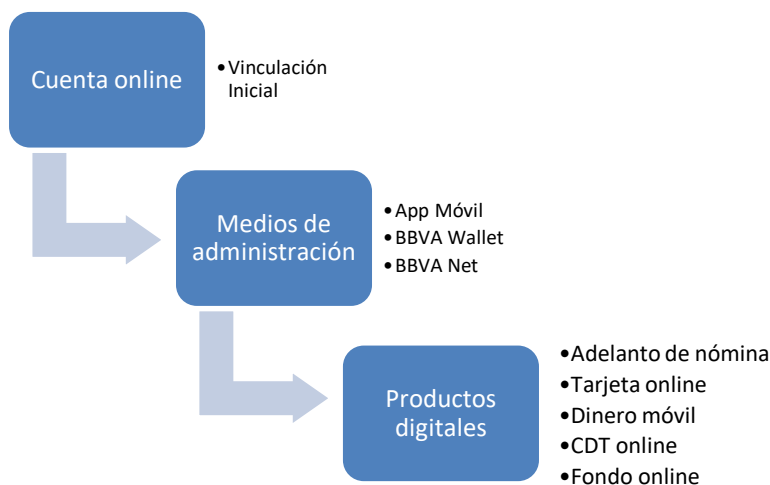 Cuenta online
•Vinculación
Inicial
Medios de
administración
•App Móvil
•BBVA Wallet
•BBVA Net
Productos
digitales
•Adelanto de nómina
•Tarjeta online
•Dinero móvil
•CDT online
•Fondo online